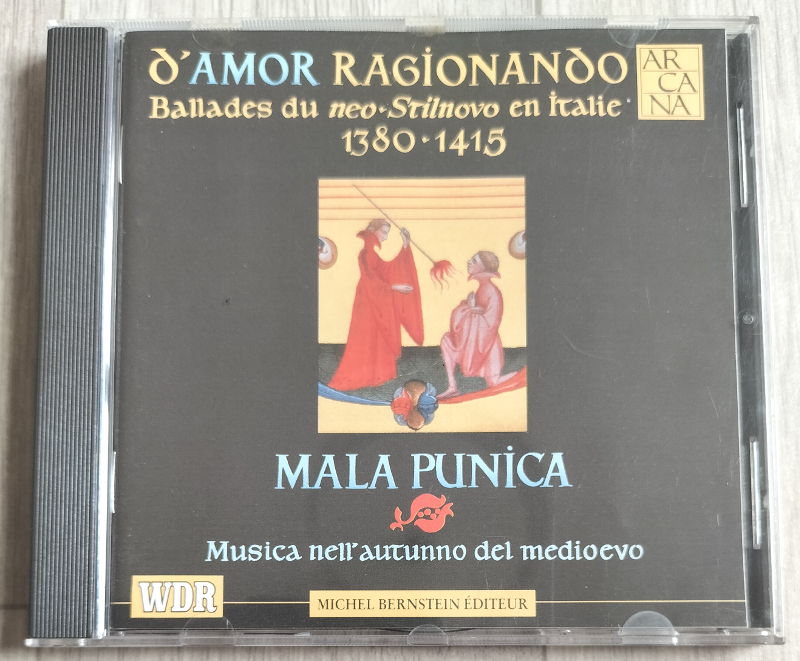 d'AMOR RAGIONANDO
Ballades du neo·Stilnovo en Italie
1380·1415
AR
CA
NA
MALA PUNICA
Musica nell'autunno del medioevo
WDR
MICHEL BERNSTEIN ÉDITEUR